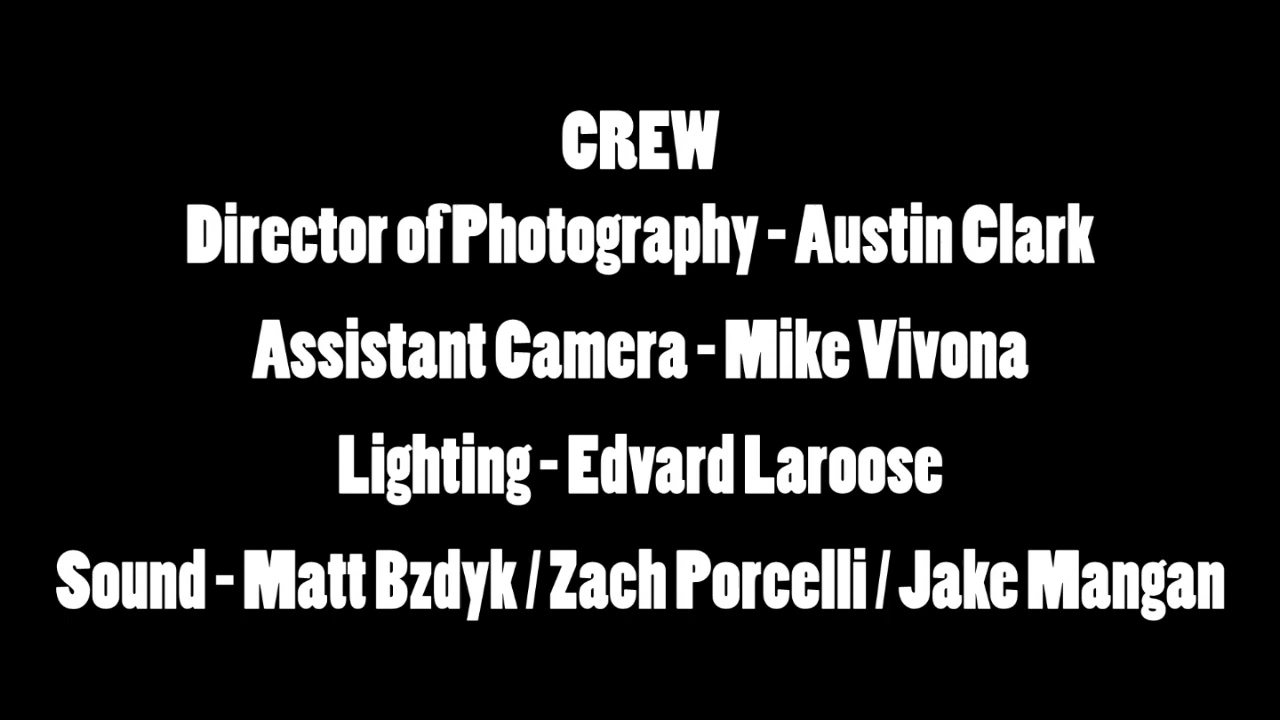 CREW
Director of Photography - Austin Clark
Assistant Camera - Mike Vivona
Lighting - Edvard Laroose
Sound - Matt Bzdyk / Zach Porcelli / Jake Mangan